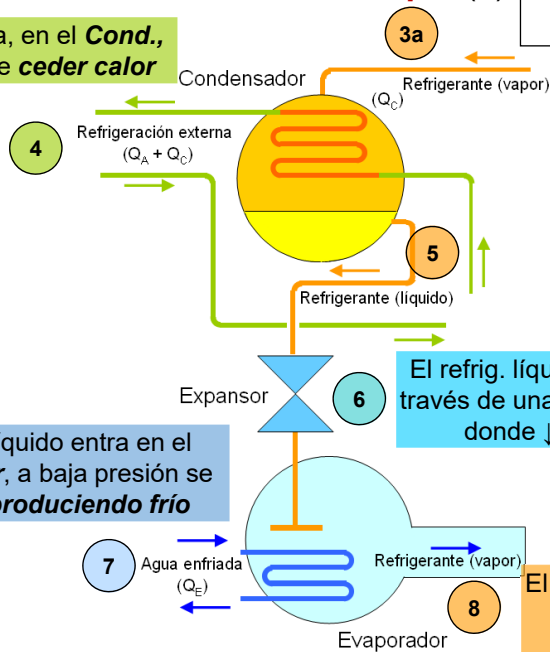 a, en el Cond.,
e ceder calor
3a
Condensador
Refrigerante (vapor)
(QC)
Refrigeración externa
(QA + QC)
4
5
Refrigerante (líquido)
Expansor
6
El refrig. líqu
través de una
donde ↓
íquido entra en el
r, a baja presión se
produciendo frío
7
Agua enfriada
(QE)
Refrigerante (vapor)
8
El
Evaporador